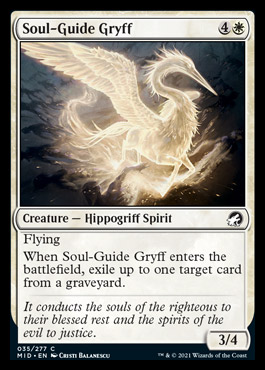 Soul-Guide Gryff 4
Creature — Hippogriff Spirit
Flying
When Soul-Guide Gryff enters the
battlefield, exile up to one target card
from a graveyard.
It conducts the souls of the righteous to
their blessed rest and the spirits of the
evil to justice.
3/4
035/277 C
MID • EN Cristi Balanescu
™ & © 2021 Wizards of the Coast